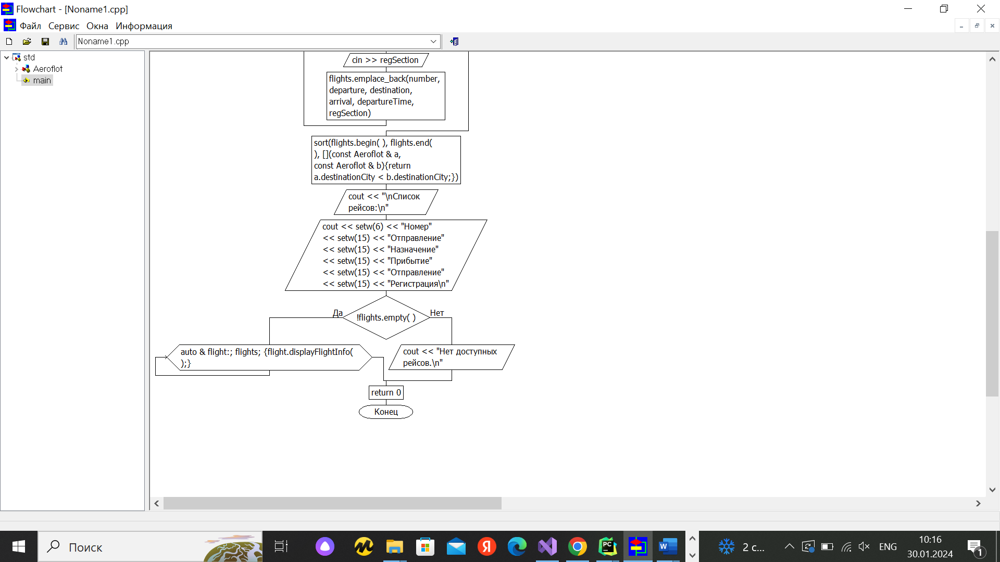 Flowchart - [Noname1.cpp]
Файл Сервис Окна Информация
Noname1.cpp
std
Aeroflot
main
cin >> regSection
flights.emplace_back(number,
departure, destination,
arrival, departureTime,
regSection)
sort(flights.begin( ), flights.end(
), [](const Aeroflot & a,
const Aeroflot & b){return
a.destinationCity < b.destinationCity;})
cout << "\nСписок
рейсов:\n"
cout << setw(6) << "Номер"
<< setw(15) << "Отправление"
<< setw(15) << "Назначение"
<< setw(15) << "Прибытие"
<< setw(15) << "Отправление"
<< setw(15) << "Регистрация\n"
Да
Нет
!flights.empty( )
auto & flight:; flights; {flight.displayFlightInfo(
);}
cout << "Нет доступных
рейсов.\n"
return 0
Конец
Поиск
2 с...
ENG
10:16
30.01.2024
1